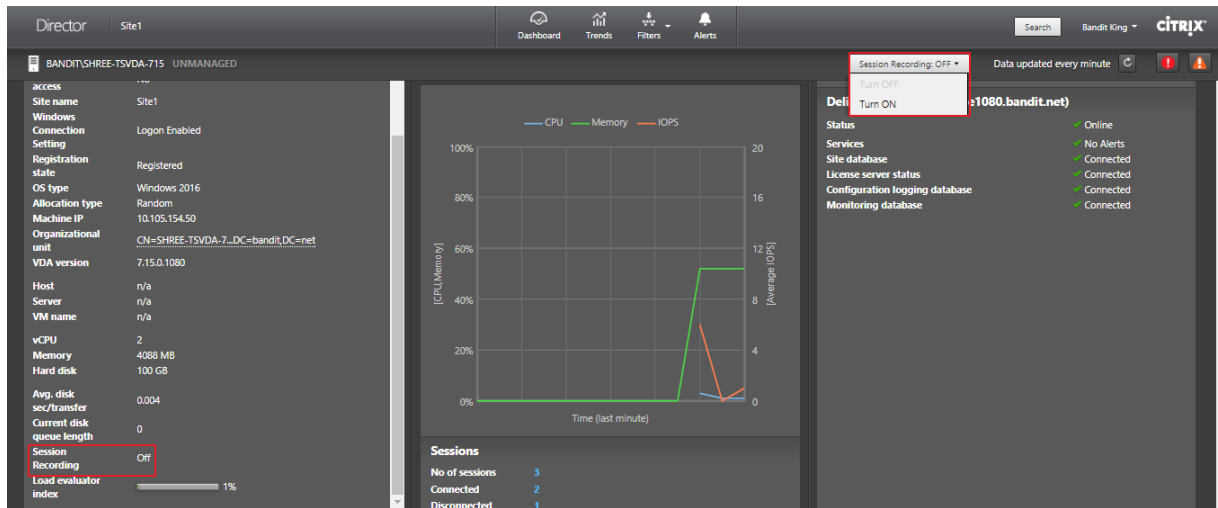 Director Site1 Dashboard Trends Filters Alerts Search Bandit King CITRIX
BANDIT\SHREE-TSVDA-715 UNMANAGED Session Recording: OFF Data updated every minute
Turn OFF
Turn ON
access
Site name Site1
Windows
Connection Logon Enabled
Setting
Registration
state Registered
OS type Windows 2016
Allocation type Random
Machine IP 10.105.154.50
Organizational
unit CN=SHREE-TSVDA-7...DC=bandit,DC=net
VDA version 7.15.0.1080
Host n/a
Server n/a
VM name n/a
vCPU 2
Memory 4088 MB
Hard disk 100 GB
Avg. disk
sec/transfer 0.004
Current disk
queue length 0
Session
Recording Off
Load evaluator
index 1%
CPU Memory IOPS
100% 20
80% 16
60% 12
40% 8
20% 4
0% 0
[CPU,Memory]
[Average IOPS]
Time (last minute)
Sessions
No of sessions 3
Connected 2
Disconnected 1
Deli e1080.bandit.net)
Status Online
Services No Alerts
Site database Connected
License server status Connected
Configuration logging database Connected
Monitoring database Connected